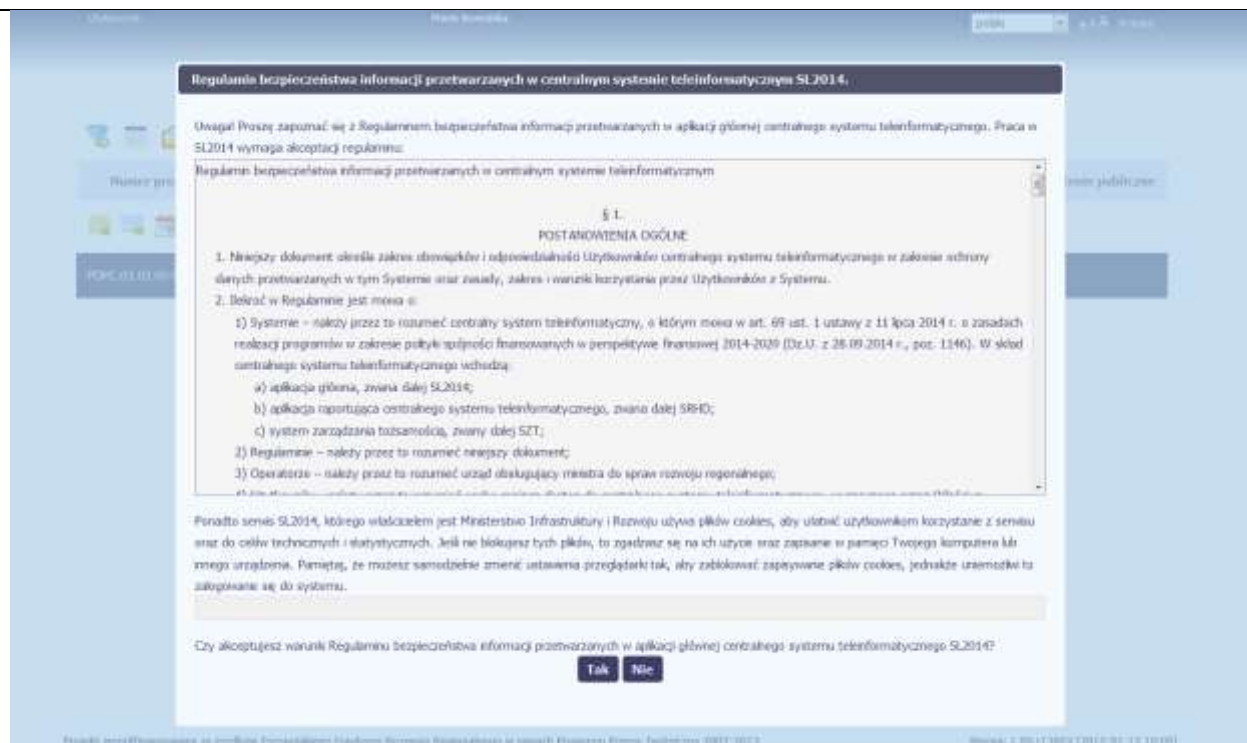 polski
Regulamin bezpieczeństwa informacji przetwarzanych w centralnym systemie teleinformatycznym SL2014.
Uwaga! Proszę zapoznać się z Regulaminem bezpieczeństwa informacji przetwarzanych w aplikacji głównej centralnego systemu teleinformatycznego. Praca w
SL2014 wymaga akceptacji regulaminu:
Regulamin bezpieczeństwa informacji przetwarzanych w centralnym systemie teleinformatycznym
Numer
publiczne
§ 1.
POSTANOWIENIA OGÓLNE
1. Niniejszy dokument określa zakres obowiązków i odpowiedzialności Użytkowników centralnego systemu teleinformatycznego w zakresie ochrony
danych przetwarzanych w tym Systemie oraz zasady, zakres i warunki korzystania przez Użytkowników z Systemu.
2. Ilekroć w Regulaminie jest mowa o:
1) Systemie – należy przez to rozumieć centralny system teleinformatyczny, o którym mowa w art. 69 ust. 1 ustawy z 11 lipca 2014 r. o zasadach
realizacji programów w zakresie polityki spójności finansowanych w perspektywie finansowej 2014-2020 (Dz.U. z 28.09.2014 r., poz. 1146). W skład
centralnego systemu teleinformatycznego wchodzą:
a) aplikacja główna, zwana dalej SL2014;
b) aplikacja raportująca centralnego systemu teleinformatycznego, zwana dalej SRHD;
c) system zarządzania tożsamością, zwany dalej SZT;
2) Regulaminie – należy przez to rozumieć niniejszy dokument;
3) Operatorze – należy przez to rozumieć urząd obsługujący ministra do spraw rozwoju regionalnego;
Ponadto serwis SL2014, którego właścicielem jest Ministerstwo Infrastruktury i Rozwoju używa plików cookies, aby ułatwić użytkownikom korzystanie z serwisu
oraz do celów technicznych i statystycznych. Jeśli nie blokujesz tych plików, to zgadzasz się na ich użycie oraz zapisanie w pamięci Twojego komputera lub
innego urządzenia. Pamiętaj, że możesz samodzielnie zmienić ustawienia przeglądarki tak, aby zablokować zapisywanie plików cookies, jednakże uniemożliwi to
zalogowanie się do systemu.
Czy akceptujesz warunki Regulaminu bezpieczeństwa informacji przetwarzanych w aplikacji głównej centralnego systemu teleinformatycznego SL2014?
Tak Nie